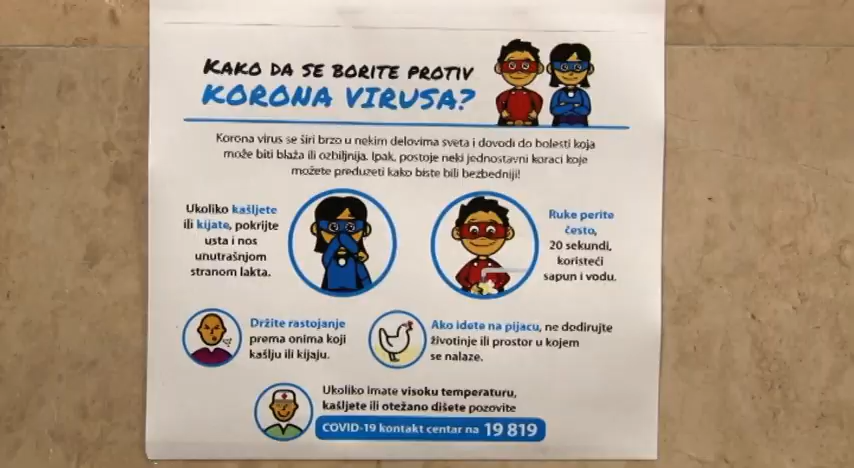 KAKO DA SE BORITE PROTIV
KORONA VIRUSA?
Korona virus se širi brzo u nekim delovima sveta i dovodi do bolesti koja
može biti blaža ili ozbiljnija. Ipak, postoje neki jednostavni koraci koje
možete preduzeti kako biste bili bezbedniji!
Ukoliko kašljete
ili kijate, pokrijte
usta i nos
unutrašnjom
stranom lakta.
Ruke perite
često,
20 sekundi,
koristeći
sapun i vodu.
Držite rastojanje
prema onima koji
kašlju ili kijaju.
Ako idete na pijacu, ne dodirujte
životinje ili prostor u kojem
se nalaze.
Ukoliko imate visoku temperaturu,
kašljete ili otežano dišete pozovite
COVID-19 kontakt centar na 19 819